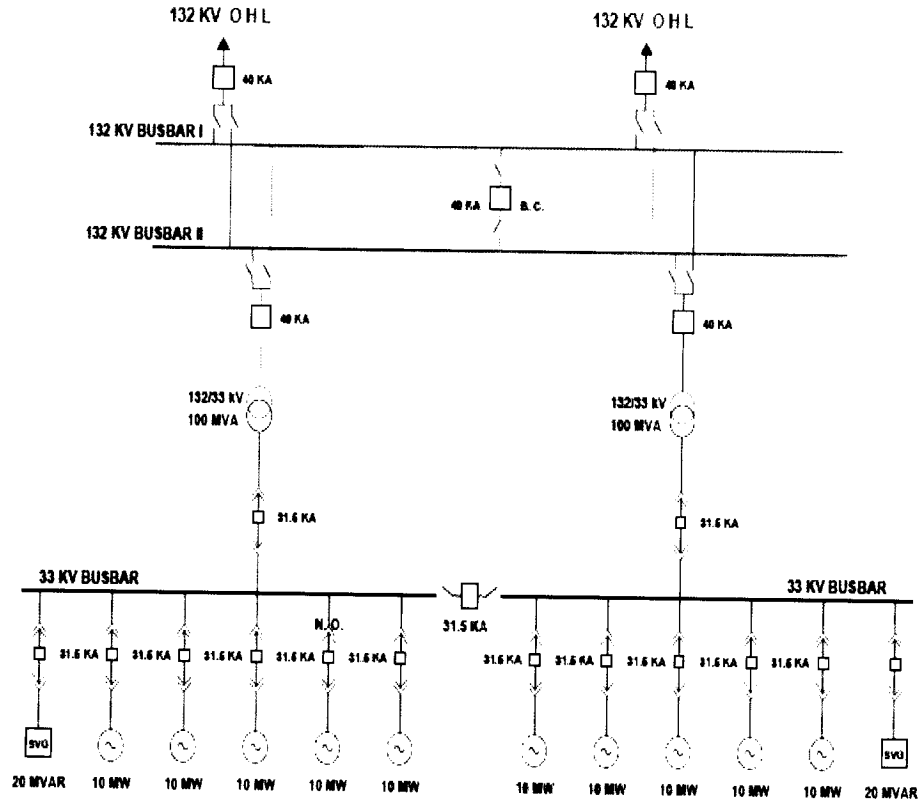 132 KV OHL 132 KV OHL
40 KA 40 KA
132 KV BUSBAR I
40 KA B.C.
132 KV BUSBAR II
40 KA 40 KA
132/33 kV 132/33 kV
100 MVA 100 MVA
31.5 KA 31.5 KA
33 KV BUSBAR 33 KV BUSBAR
N.O. 31.5 KA
31.5 KA 31.5 KA 31.5 KA 31.5 KA 31.5 KA 31.5 KA 31.5 KA 31.5 KA 31.5 KA 31.5 KA
SVG SVG
20 MVAR 10 MW 10 MW 10 MW 10 MW 10 MW 10 MW 10 MW 10 MW 10 MW 10 MW 20 MVAR